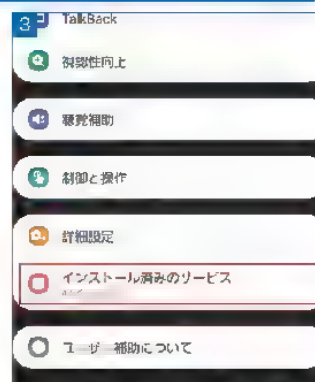 3
TalkBack
視認性向上
聴覚補助
制御と操作
詳細設定
インストール済みのサービス
ユーザー補助について